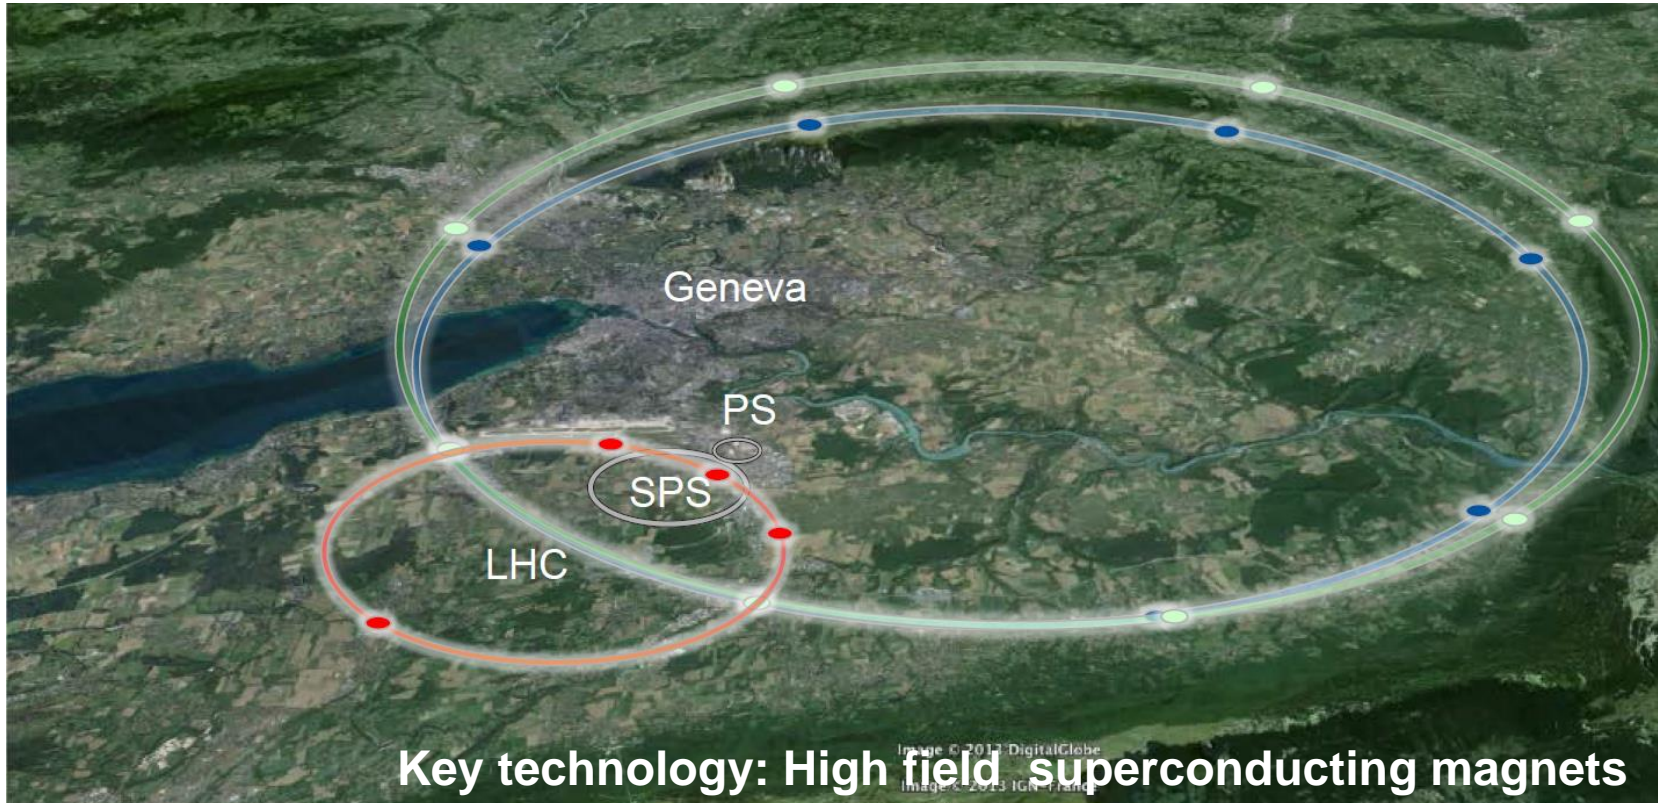 Geneva
PS
SPS
LHC
Image © 2013 DigitalGlobe
Key technology: High field superconducting magnets
Image © 2013 IGN-France